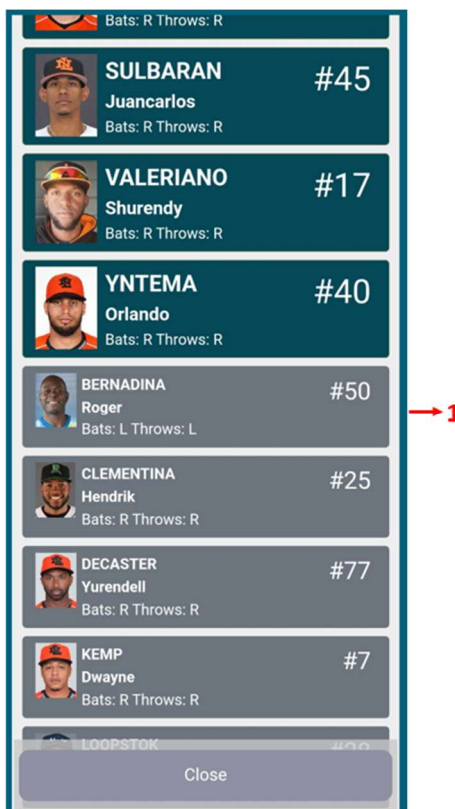 Bats: R Throws: R
SULBARAN
#45
Juancarlos
Bats: R Throws: R
VALERIANO
#17
Shurendy
Bats: R Throws: R
YNTEMA
#40
Orlando
Bats: R Throws: R
BERNADINA
#50
Roger
Bats: L Throws: L
1
CLEMENTINA
#25
Hendrik
Bats: R Throws: R
DECASTER
#77
Yurendell
Bats: R Throws: R
KEMP
#7
Dwayne
Bats: R Throws: R
LOOPSTOK
#28
Close